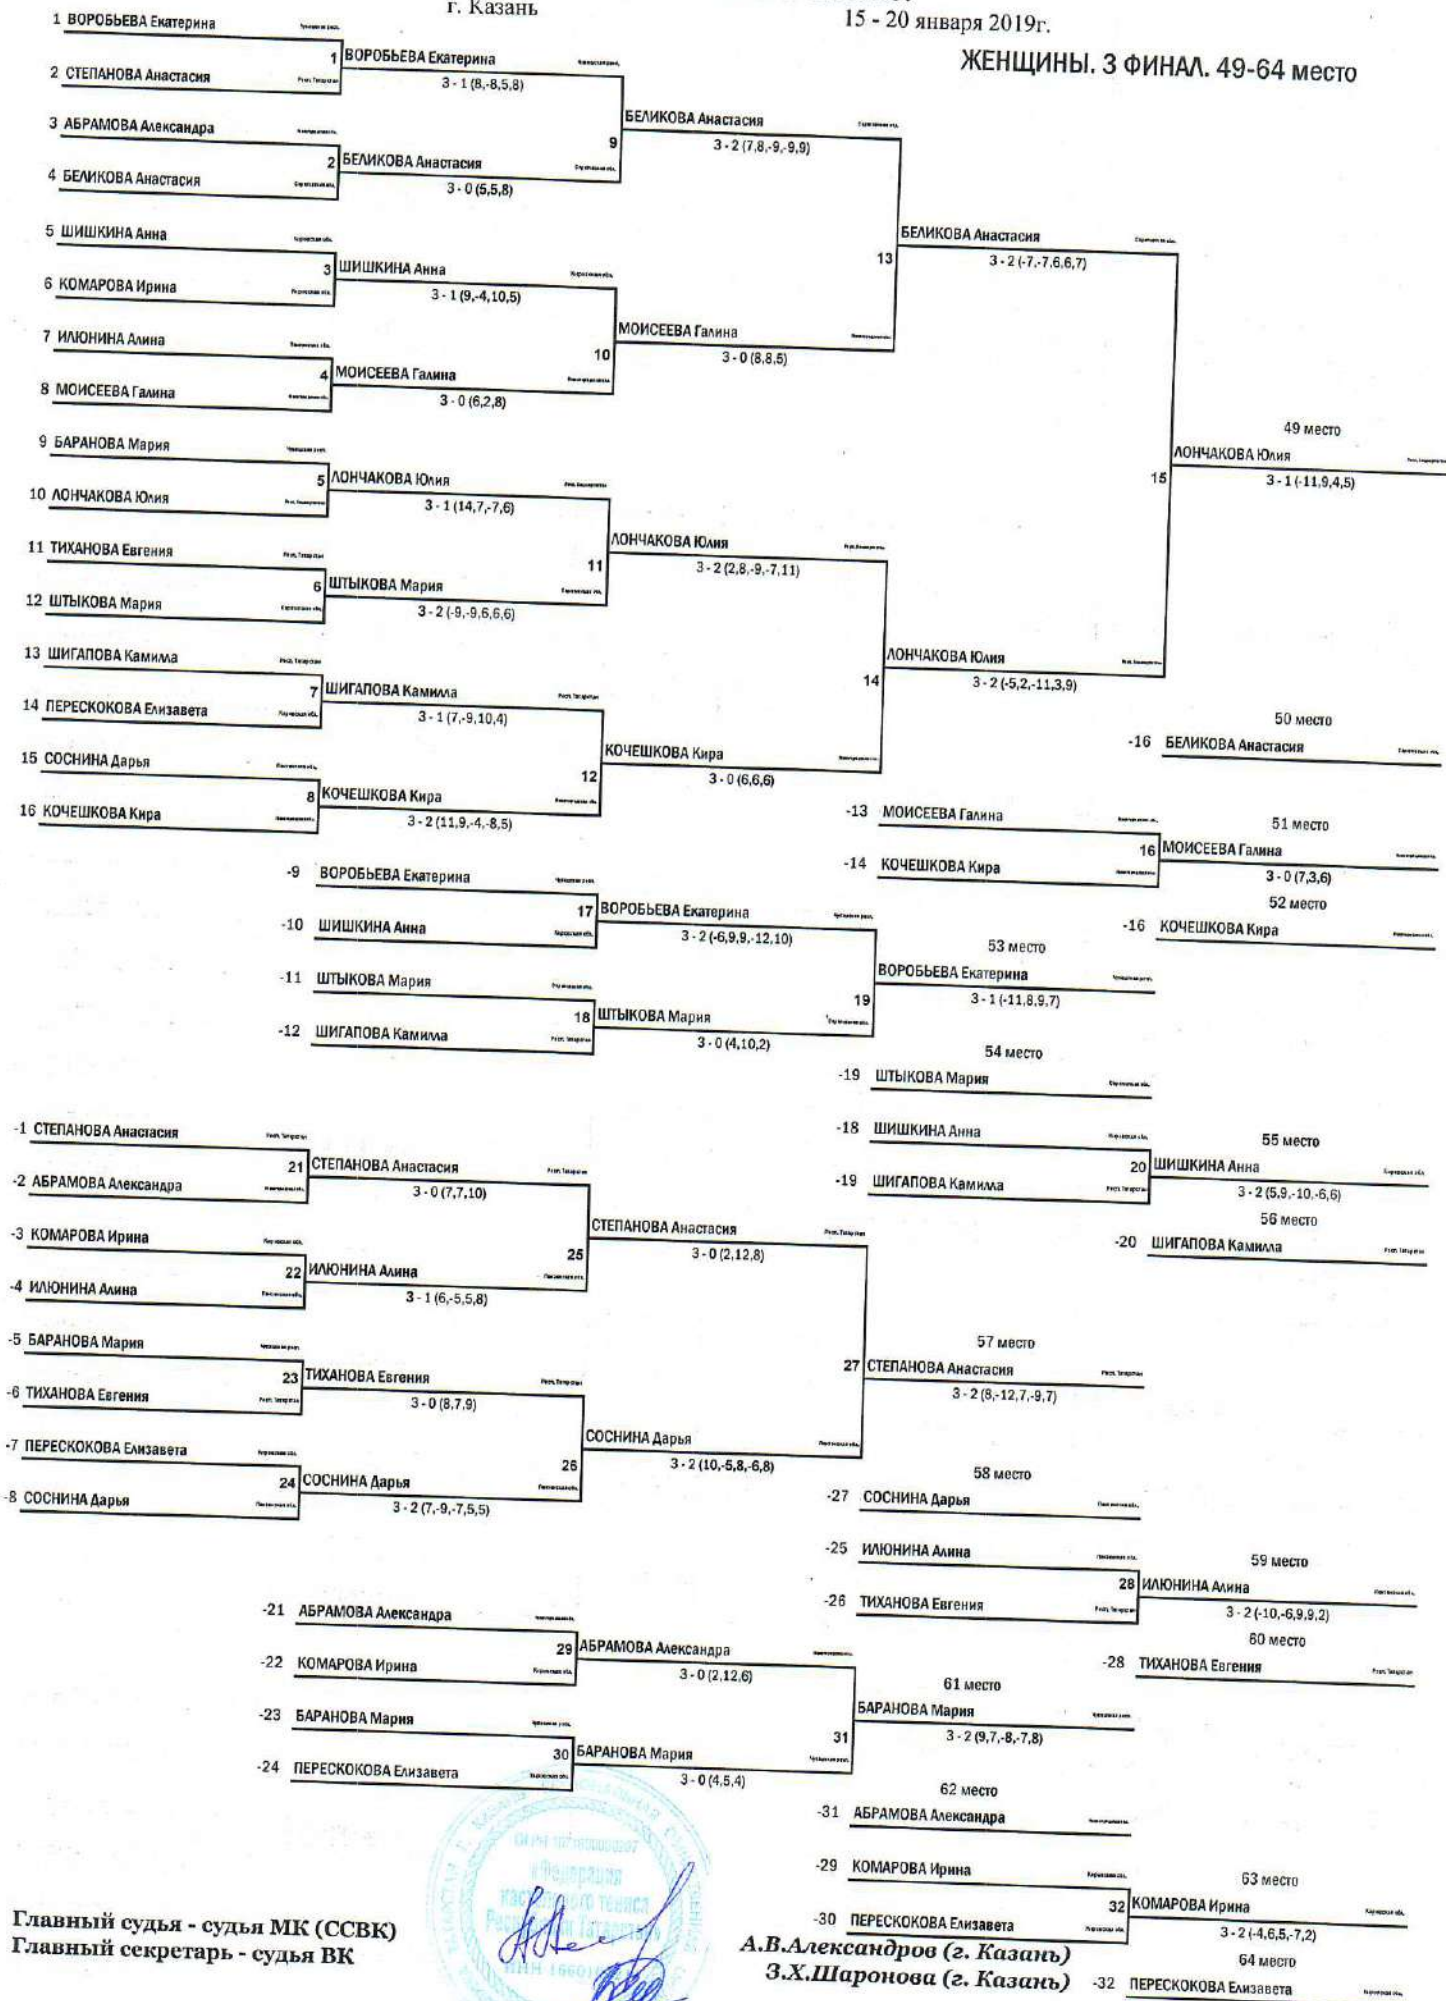 г. Казань
15 - 20 января 2019г.
ЖЕНЩИНЫ. 3 ФИНАЛ. 49-64 место
1 ВОРОБЬЕВА Екатерина
1 ВОРОБЬЕВА Екатерина
3 - 1 (8,-8,5,8)
2 СТЕПАНОВА Анастасия
9 БЕЛИКОВА Анастасия
3 - 2 (7,8,-9,-9,9)
3 АБРАМОВА Александра
2 БЕЛИКОВА Анастасия
3 - 0 (5,5,8)
4 БЕЛИКОВА Анастасия
13 БЕЛИКОВА Анастасия
3 - 2 (-7,-7,6,6,7)
5 ШИШКИНА Анна
3 ШИШКИНА Анна
3 - 1 (9,-4,10,5)
6 КОМАРОВА Ирина
10 МОИСЕЕВА Галина
3 - 0 (8,8,5)
7 ИЛЮНИНА Алина
4 МОИСЕЕВА Галина
3 - 0 (6,2,8)
8 МОИСЕЕВА Галина
49 место
15 ЛОНЧАКОВА Юлия
3 - 1 (-11,9,4,5)
9 БАРАНОВА Мария
5 ЛОНЧАКОВА Юлия
3 - 1 (14,7,-7,6)
10 ЛОНЧАКОВА Юлия
11 ЛОНЧАКОВА Юлия
3 - 2 (2,8,-9,-7,11)
11 ТИХАНОВА Евгения
6 ШТЫКОВА Мария
3 - 2 (-9,-9,6,6,6)
12 ШТЫКОВА Мария
14 ЛОНЧАКОВА Юлия
3 - 2 (-5,2,-11,3,9)
13 ШИГАПОВА Камилла
7 ШИГАПОВА Камилла
3 - 1 (7,-9,10,4)
14 ПЕРЕСКОКОВА Елизавета
50 место
-16 БЕЛИКОВА Анастасия
12 КОЧЕШКОВА Кира
3 - 0 (6,6,6)
15 СОСНИНА Дарья
8 КОЧЕШКОВА Кира
3 - 2 (11,9,-4,-8,5)
16 КОЧЕШКОВА Кира
-13 МОИСЕЕВА Галина
51 место
16 МОИСЕЕВА Галина
3 - 0 (7,3,6)
-14 КОЧЕШКОВА Кира
52 место
-16 КОЧЕШКОВА Кира
-9 ВОРОБЬЕВА Екатерина
17 ВОРОБЬЕВА Екатерина
3 - 2 (-6,9,9,-12,10)
-10 ШИШКИНА Анна
53 место
19 ВОРОБЬЕВА Екатерина
3 - 1 (-11,8,9,7)
-11 ШТЫКОВА Мария
18 ШТЫКОВА Мария
3 - 0 (4,10,2)
-12 ШИГАПОВА Камилла
54 место
-19 ШТЫКОВА Мария
-18 ШИШКИНА Анна
55 место
20 ШИШКИНА Анна
3 - 2 (5,9,-10,-6,6)
-19 ШИГАПОВА Камилла
56 место
-20 ШИГАПОВА Камилла
-1 СТЕПАНОВА Анастасия
21 СТЕПАНОВА Анастасия
3 - 0 (7,7,10)
-2 АБРАМОВА Александра
25 СТЕПАНОВА Анастасия
3 - 0 (2,12,8)
-3 КОМАРОВА Ирина
22 ИЛЮНИНА Алина
3 - 1 (6,-5,5,8)
-4 ИЛЮНИНА Алина
57 место
27 СТЕПАНОВА Анастасия
3 - 2 (8,-12,7,-9,7)
-5 БАРАНОВА Мария
23 ТИХАНОВА Евгения
3 - 0 (8,7,9)
-6 ТИХАНОВА Евгения
26 СОСНИНА Дарья
3 - 2 (10,-5,8,-6,8)
-7 ПЕРЕСКОКОВА Елизавета
24 СОСНИНА Дарья
3 - 2 (7,-9,-7,5,5)
-8 СОСНИНА Дарья
58 место
-27 СОСНИНА Дарья
-25 ИЛЮНИНА Алина
59 место
28 ИЛЮНИНА Алина
3 - 2 (-10,-6,9,9,2)
-26 ТИХАНОВА Евгения
60 место
-28 ТИХАНОВА Евгения
-21 АБРАМОВА Александра
29 АБРАМОВА Александра
3 - 0 (2,12,6)
-22 КОМАРОВА Ирина
61 место
31 БАРАНОВА Мария
3 - 2 (9,7,-8,-7,8)
-23 БАРАНОВА Мария
30 БАРАНОВА Мария
3 - 0 (4,5,4)
-24 ПЕРЕСКОКОВА Елизавета
62 место
-31 АБРАМОВА Александра
-29 КОМАРОВА Ирина
63 место
32 КОМАРОВА Ирина
3 - 2 (-4,6,5,-7,2)
-30 ПЕРЕСКОКОВА Елизавета
64 место
-32 ПЕРЕСКОКОВА Елизавета
«Федерация
настольного тенниса
Республики Татарстан»
Главный судья - судья МК (ССВК)
А.В.Александров (г. Казань)
Главный секретарь - судья ВК
З.Х.Шаронова (г. Казань)